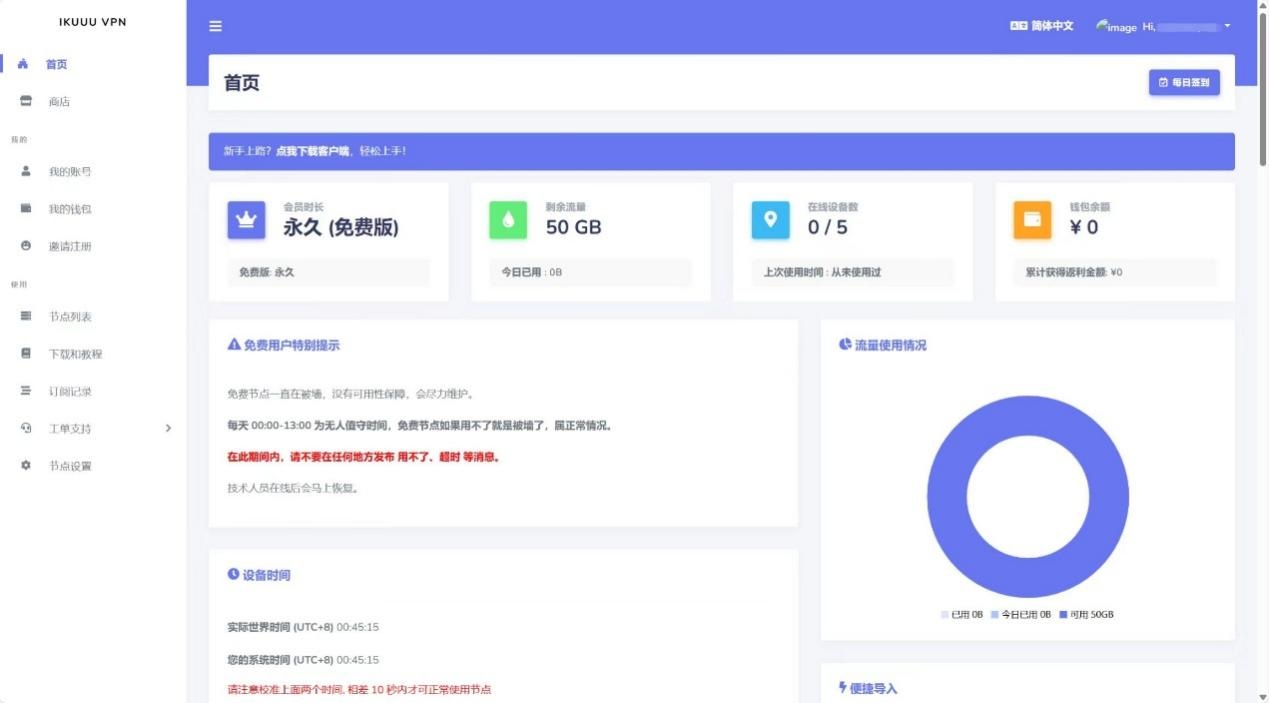 IKUUU VPN
首页
商店
我的
我的账号
我的钱包
邀请注册
使用
节点列表
下载和教程
订阅记录
工单支持
节点设置
简体中文
image Hi,
首页
每日签到
新手上路？点我下载客户端，轻松上手！
会员时长
永久 (免费版)
免费版: 永久
剩余流量
50 GB
今日已用 : 0B
在线设备数
0 / 5
上次使用时间 : 从未使用过
钱包余额
¥ 0
累计获得返利金额: ¥0
免费用户特别提示
免费节点一直在被墙，没有可用性保障，会尽力维护。
每天 00:00-13:00 为无人值守时间，免费节点如果用不了就是被墙了，属正常情况。
在此期间内，请不要在任何地方发布 用不了、超时 等消息。
技术人员在线后会马上恢复。
流量使用情况
已用 0B 今日已用 0B 可用 50GB
设备时间
实际世界时间 (UTC+8) 00:45:15
您的系统时间 (UTC+8) 00:45:15
请注意校准上面两个时间, 相差 10 秒内才可正常使用节点
便捷导入